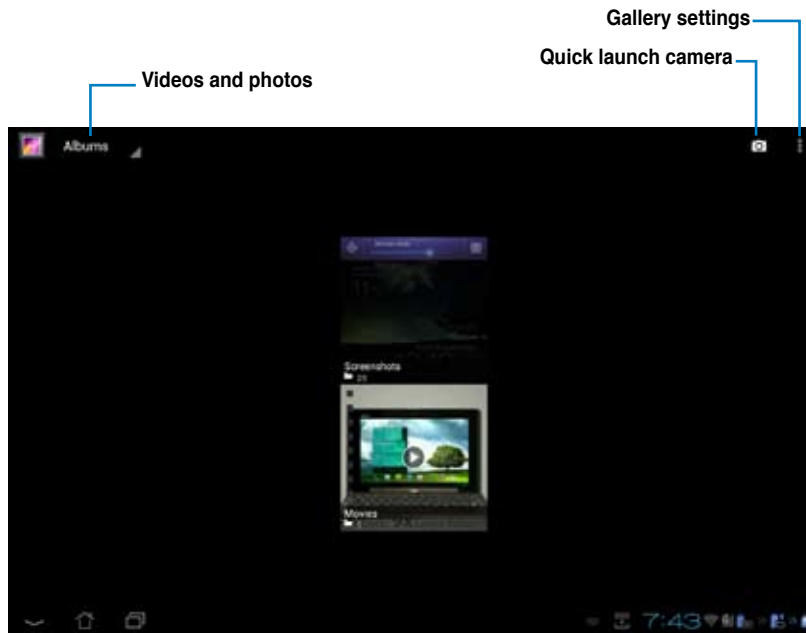 Gallery settings
Quick launch camera
Videos and photos
Albums
Screenshots
Movies
7:43